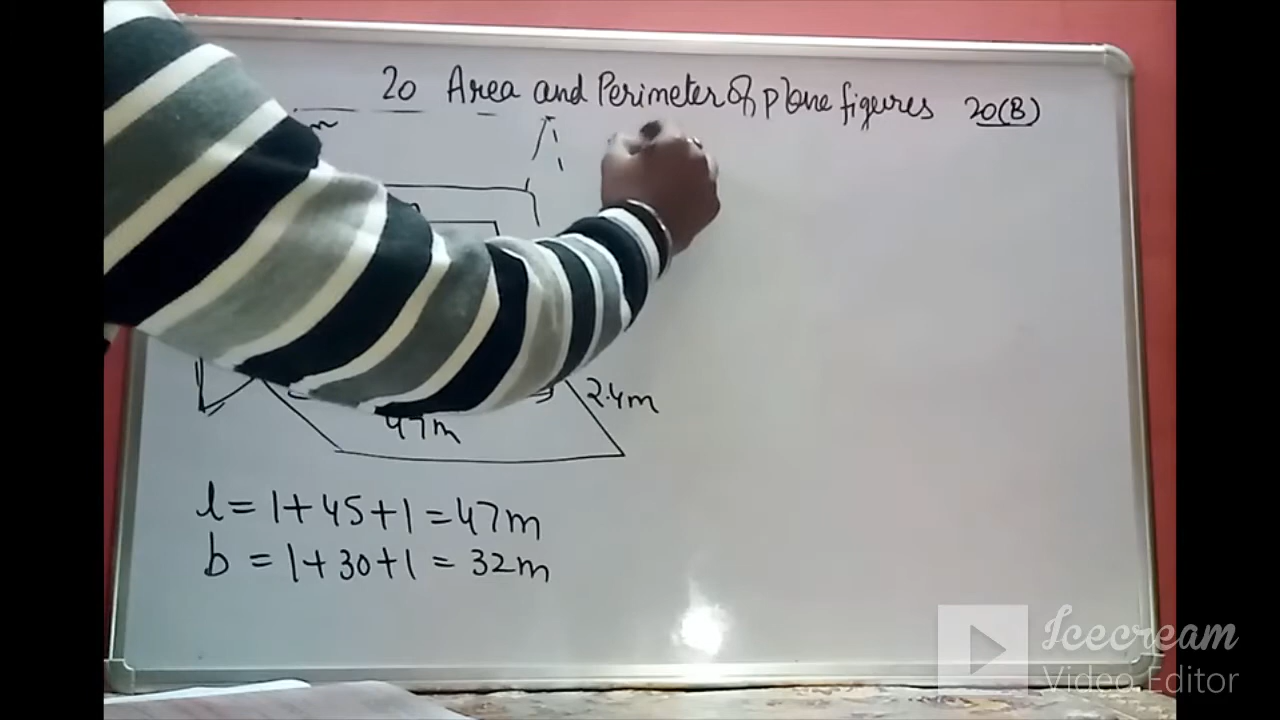 20 Area and Perimeter Of plane figures 20(B)
m
2.4m
47m
l = 1+45+1 = 47m
b = 1+30+1 = 32m
Icecream
Video Editor